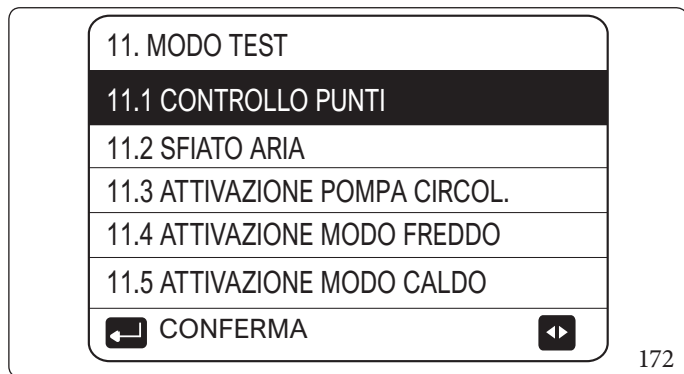 11. MODO TEST
11.1 CONTROLLO PUNTI
11.2 SFIATO ARIA
11.3 ATTIVAZIONE POMPA CIRCOL.
11.4 ATTIVAZIONE MODO FREDDO
11.5 ATTIVAZIONE MODO CALDO
CONFERMA
172